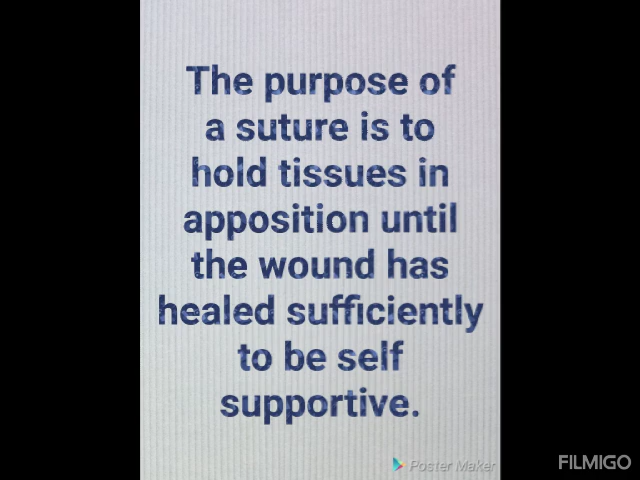 The purpose of
a suture is to
hold tissues in
apposition until
the wound has
healed sufficiently
to be self
supportive.
Poster Maker
FILMIGO